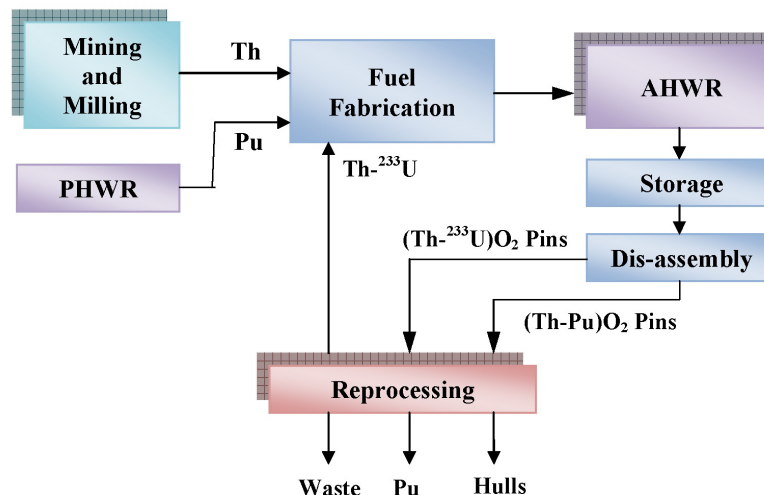 Mining
and
Milling
Th
Fuel
Fabrication
AHWR
Pu
Th-²³³U
PHWR
Storage
(Th-²³³U)O₂ Pins
Dis-assembly
(Th-Pu)O₂ Pins
Reprocessing
Waste
Pu
Hulls